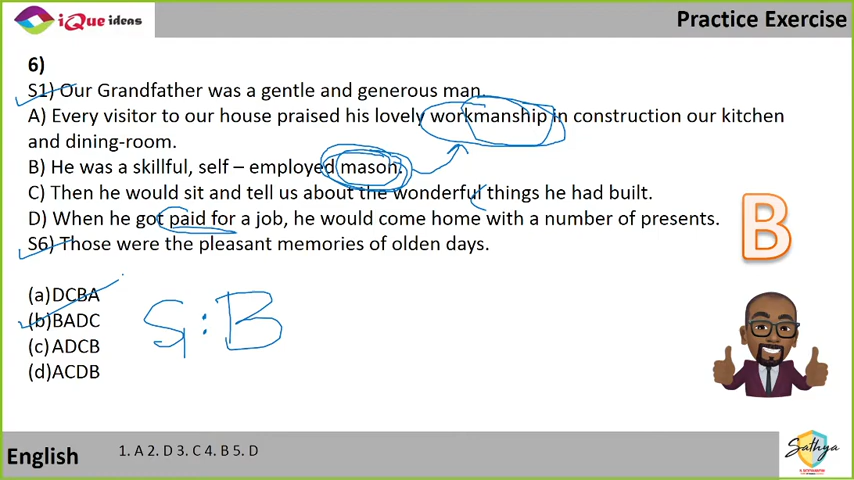 iQue ideas
Practice Exercise
6)
S1) Our Grandfather was a gentle and generous man.
A) Every visitor to our house praised his lovely workmanship in construction our kitchen
and dining-room.
B) He was a skillful, self – employed mason.
C) Then he would sit and tell us about the wonderful things he had built.
D) When he got paid for a job, he would come home with a number of presents.
S6) Those were the pleasant memories of olden days.
B
(a)DCBA
(b)BADC
(c)ADCB
(d)ACDB
S1 : B
English
1. A 2. D 3. C 4. B 5. D
Sathya